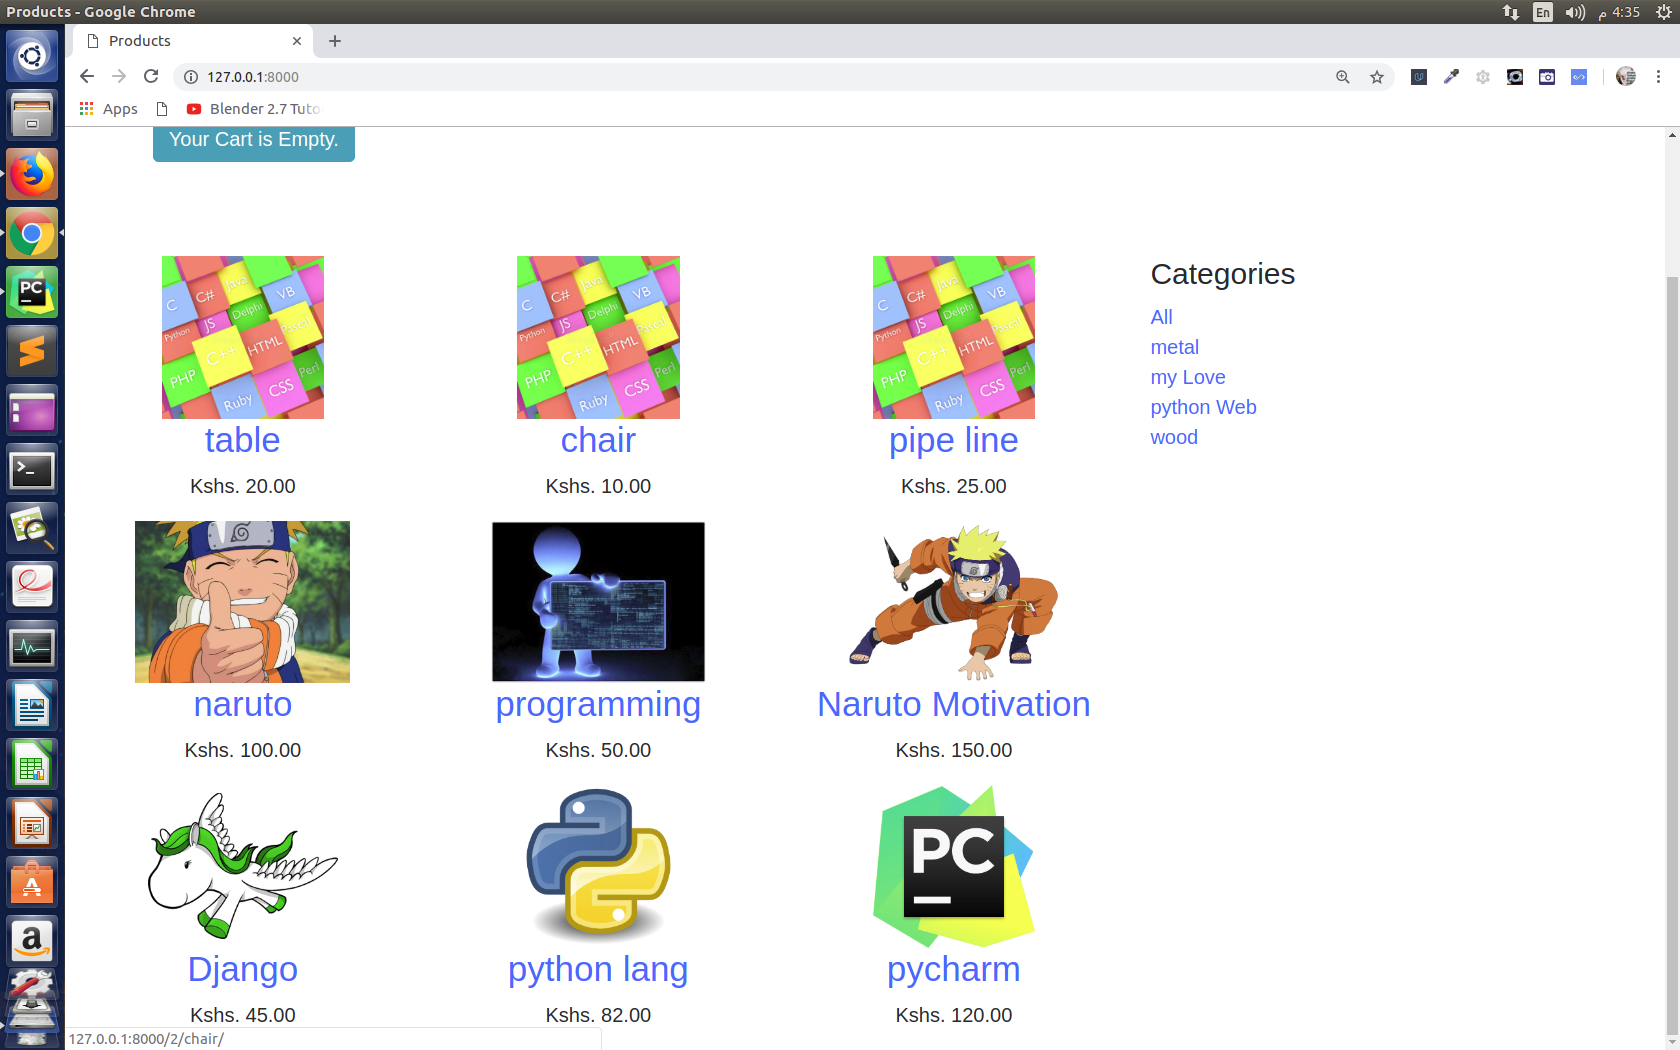 Products - Google Chrome
En
م 4:35
Products
127.0.0.1:8000
Apps
Blender 2.7 Tuto
Your Cart is Empty.
C
C#
Java
VB
Python
JS
Delphi
Pascal
C++
HTML
PHP
Ruby
CSS
Perl
table
Kshs. 20.00
C
C#
Java
VB
Python
JS
Delphi
Pascal
C++
HTML
PHP
Ruby
CSS
Perl
chair
Kshs. 10.00
C
C#
Java
VB
Python
JS
Delphi
Pascal
C++
HTML
PHP
Ruby
CSS
Perl
pipe line
Kshs. 25.00
Categories
All
metal
my Love
python Web
wood
naruto
Kshs. 100.00
programming
Kshs. 50.00
Naruto Motivation
Kshs. 150.00
Django
Kshs. 45.00
python lang
Kshs. 82.00
PC
pycharm
Kshs. 120.00
127.0.0.1:8000/2/chair/
PC
a